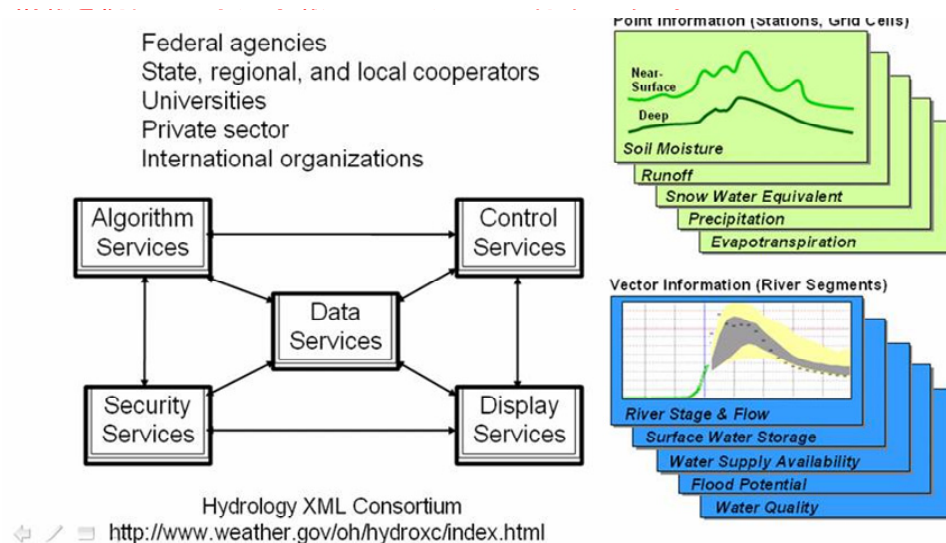 Point Information (Stations, Grid Cells)
Federal agencies
State, regional, and local cooperators
Universities
Private sector
International organizations
Algorithm
Services
Control
Services
Data
Services
Security
Services
Display
Services
Hydrology XML Consortium
http://www.weather.gov/oh/hydroxc/index.html
Near-
Surface
Deep
Soil Moisture
Runoff
Snow Water Equivalent
Precipitation
Evapotranspiration
Vector Information (River Segments)
River Stage & Flow
Surface Water Storage
Water Supply Availability
Flood Potential
Water Quality